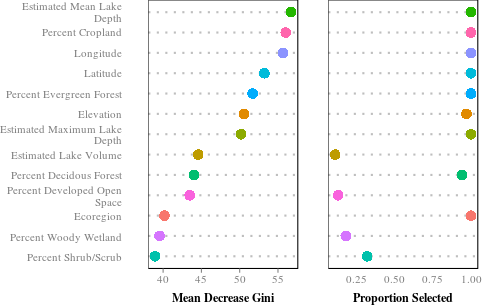 Estimated Mean Lake
Depth
Percent Cropland
Longitude
Latitude
Percent Evergreen Forest
Elevation
Estimated Maximum Lake
Depth
Estimated Lake Volume
Percent Decidous Forest
Percent Developed Open
Space
Ecoregion
Percent Woody Wetland
Percent Shrub/Scrub
40 45 50 55
0.25 0.50 0.75 1.00
Mean Decrease Gini
Proportion Selected